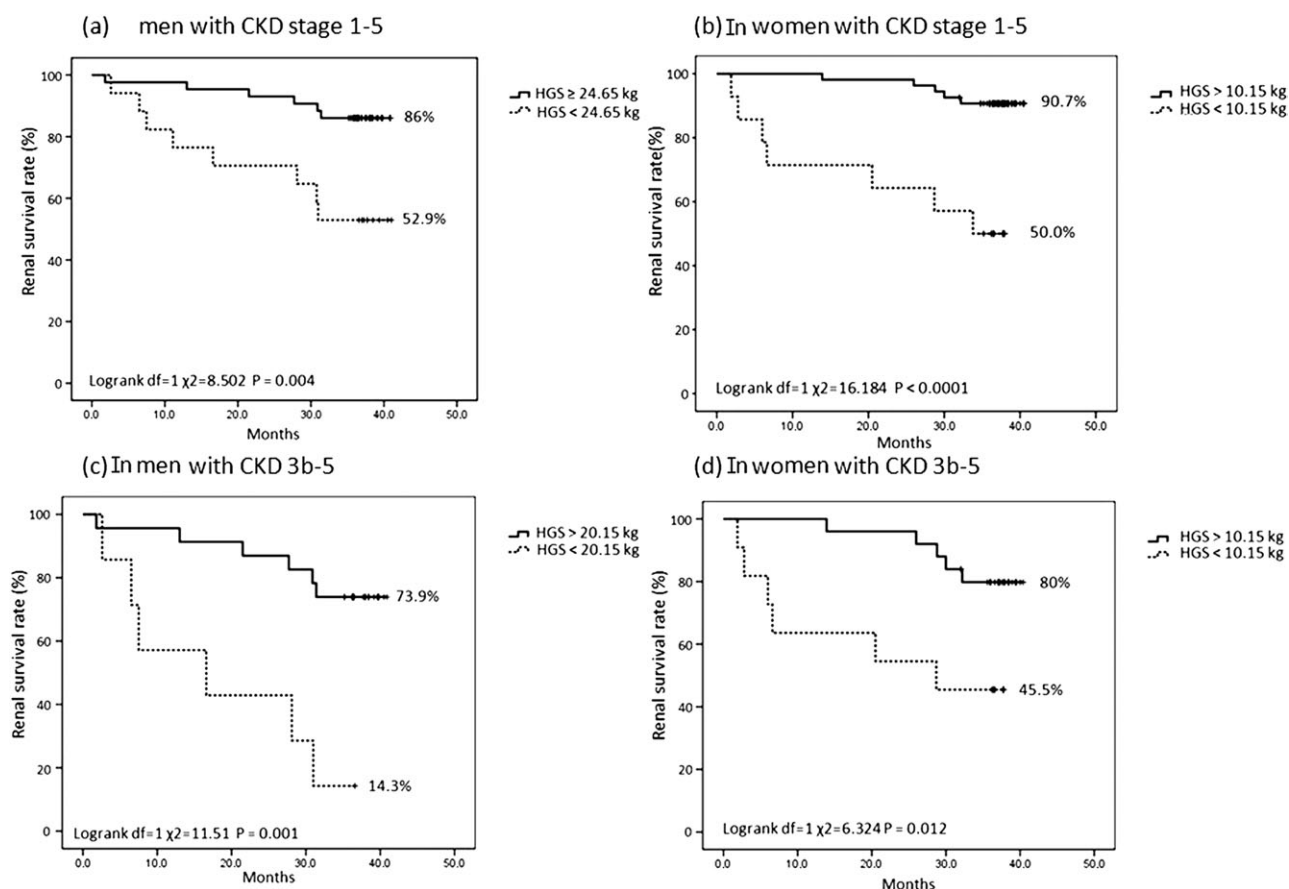 (a) men with CKD stage 1-5
Renal survival rate (%)
100
80
60
40
20
0
HGS ≥ 24.65 kg
HGS < 24.65 kg
86%
52.9%
Logrank df=1 χ2=8.502 P = 0.004
0.0 10.0 20.0 30.0 40.0 50.0
Months
(b) In women with CKD stage 1-5
Renal survival rate(%)
100
80
60
40
20
0
HGS > 10.15 kg
HGS < 10.15 kg
90.7%
50.0%
Logrank df=1 χ2=16.184 P < 0.0001
0.0 10.0 20.0 30.0 40.0 50.0
Months
(c) In men with CKD 3b-5
Renal survival rate (%)
100
80
60
40
20
0
HGS > 20.15 kg
HGS < 20.15 kg
73.9%
14.3%
Logrank df=1 χ2=11.51 P = 0.001
0.0 10.0 20.0 30.0 40.0 50.0
Months
(d) In women with CKD 3b-5
Renal survival rate (%)
100
80
60
40
20
0
HGS > 10.15 kg
HGS < 10.15 kg
80%
45.5%
Logrank df=1 χ2=6.324 P = 0.012
0.0 10.0 20.0 30.0 40.0 50.0
Months